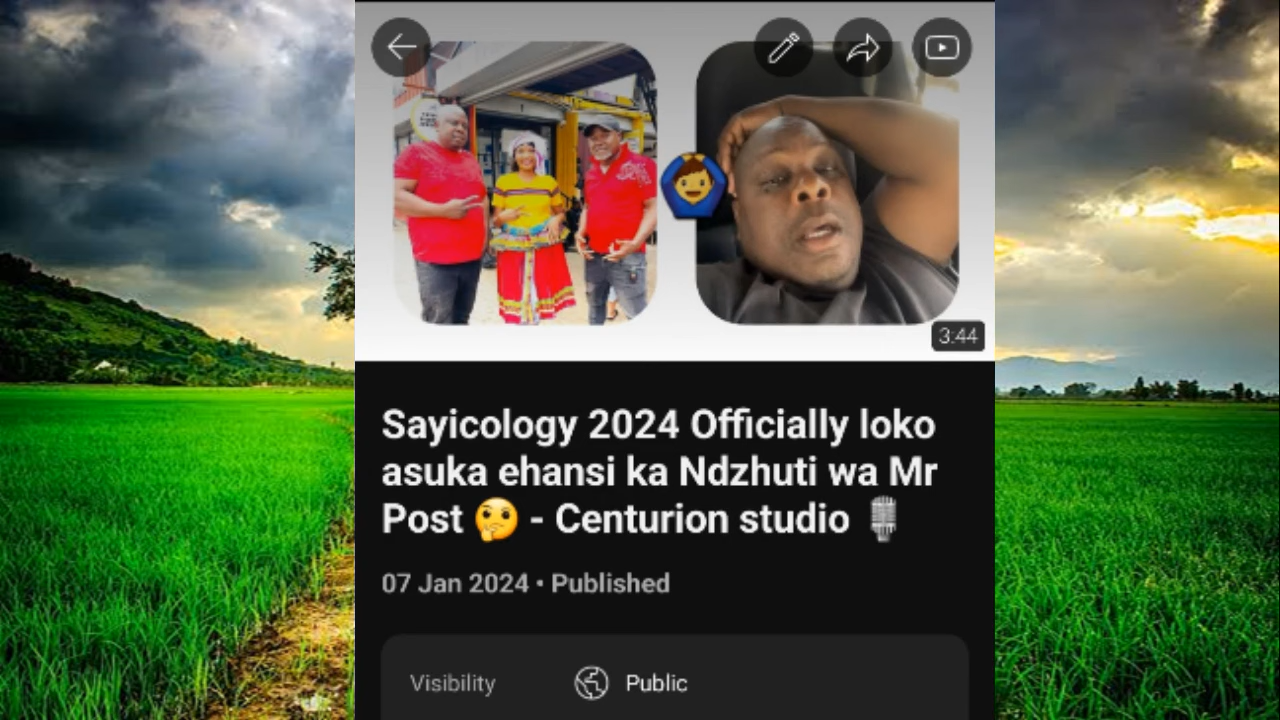 3:44
Sayicology 2024 Officially loko
asuka ehansi ka Ndzhuti wa Mr
Post 🤔 - Centurion studio 🎙️
07 Jan 2024 • Published
Visibility Public